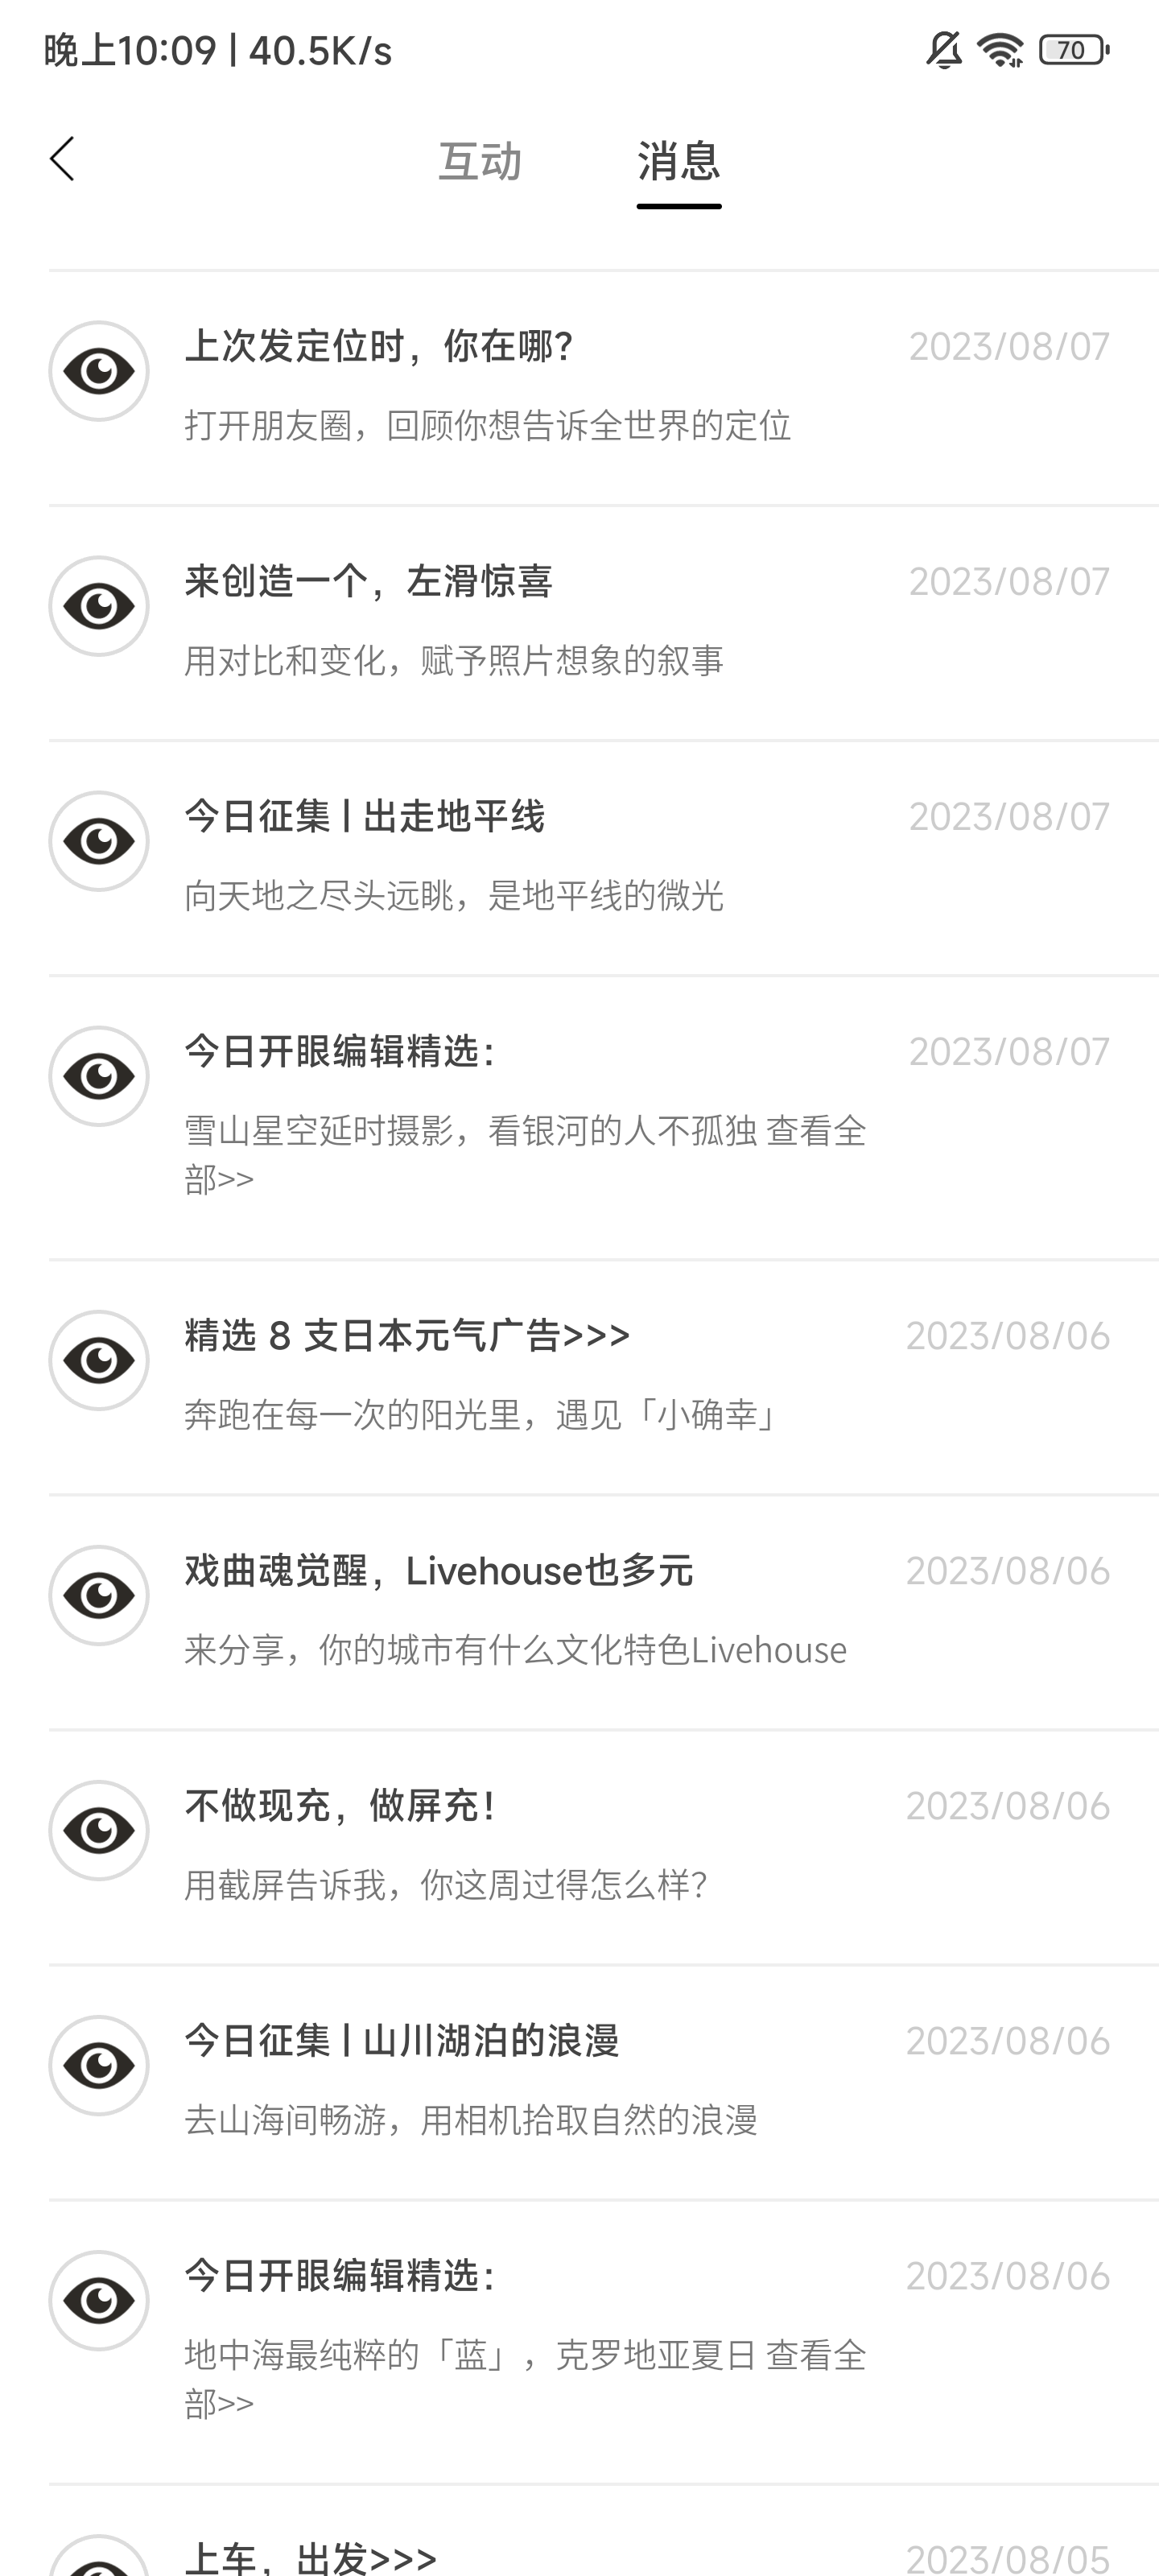 晚上10:09 | 40.5K/s
70
互动 消息
上次发定位时，你在哪？ 2023/08/07
打开朋友圈，回顾你想告诉全世界的定位
来创造一个，左滑惊喜 2023/08/07
用对比和变化，赋予照片想象的叙事
今日征集 | 出走地平线 2023/08/07
向天地之尽头远眺，是地平线的微光
今日开眼编辑精选： 2023/08/07
雪山星空延时摄影，看银河的人不孤独 查看全
部>>
精选 8 支日本元气广告>>> 2023/08/06
奔跑在每一次的阳光里，遇见「小确幸」
戏曲魂觉醒，Livehouse也多元 2023/08/06
来分享，你的城市有什么文化特色Livehouse
不做现充，做屏充！ 2023/08/06
用截屏告诉我，你这周过得怎么样？
今日征集 | 山川湖泊的浪漫 2023/08/06
去山海间畅游，用相机拾取自然的浪漫
今日开眼编辑精选： 2023/08/06
地中海最纯粹的「蓝」，克罗地亚夏日 查看全
部>>
上车，出发>>> 2023/08/05